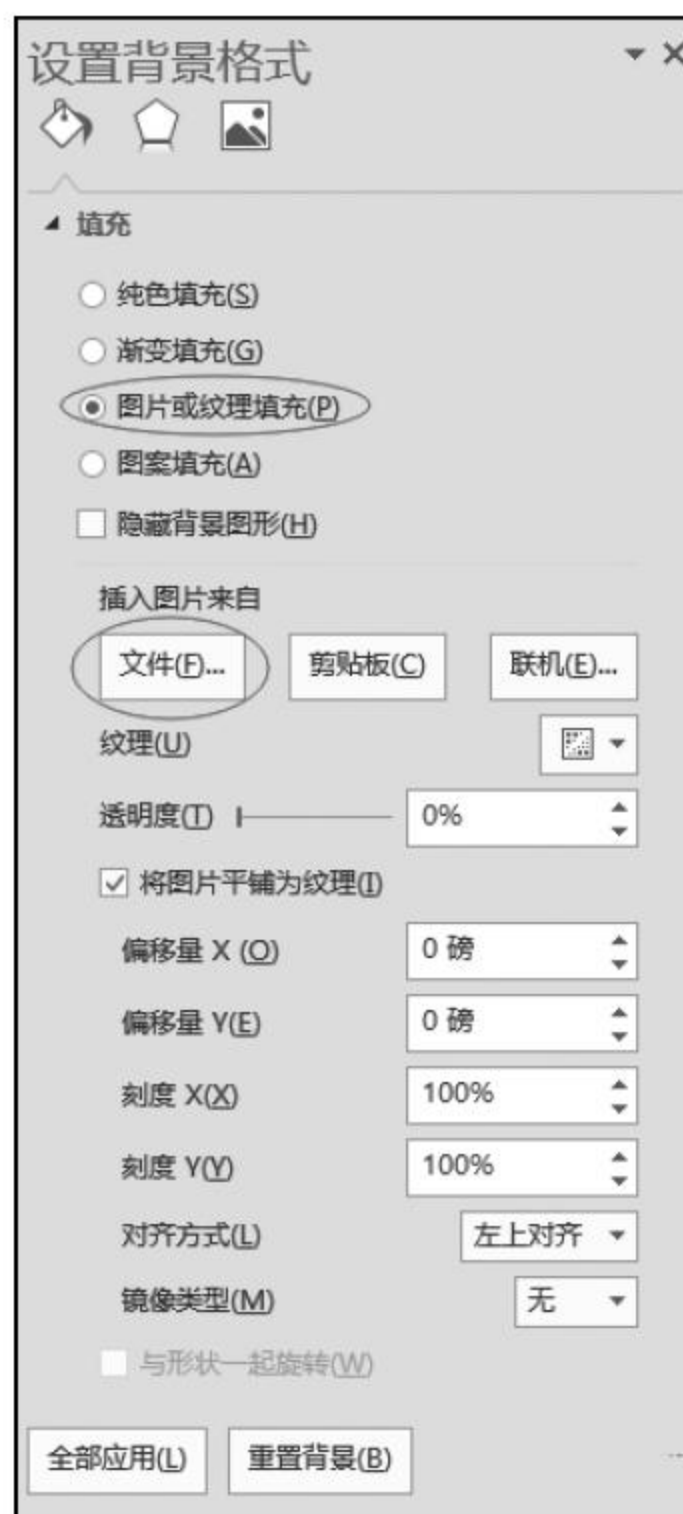 设置背景格式
填充
纯色填充(S)
渐变填充(G)
图片或纹理填充(P)
图案填充(A)
隐藏背景图形(H)
插入图片来自
文件(F)... 剪贴板(C) 联机(E)...
纹理(U)
透明度(T) 0%
将图片平铺为纹理(I)
偏移量 X (O) 0 磅
偏移量 Y(E) 0 磅
刻度 X(X) 100%
刻度 Y(Y) 100%
对齐方式(L) 左上对齐
镜像类型(M) 无
与形状一起旋转(W)
全部应用(L) 重置背景(B)